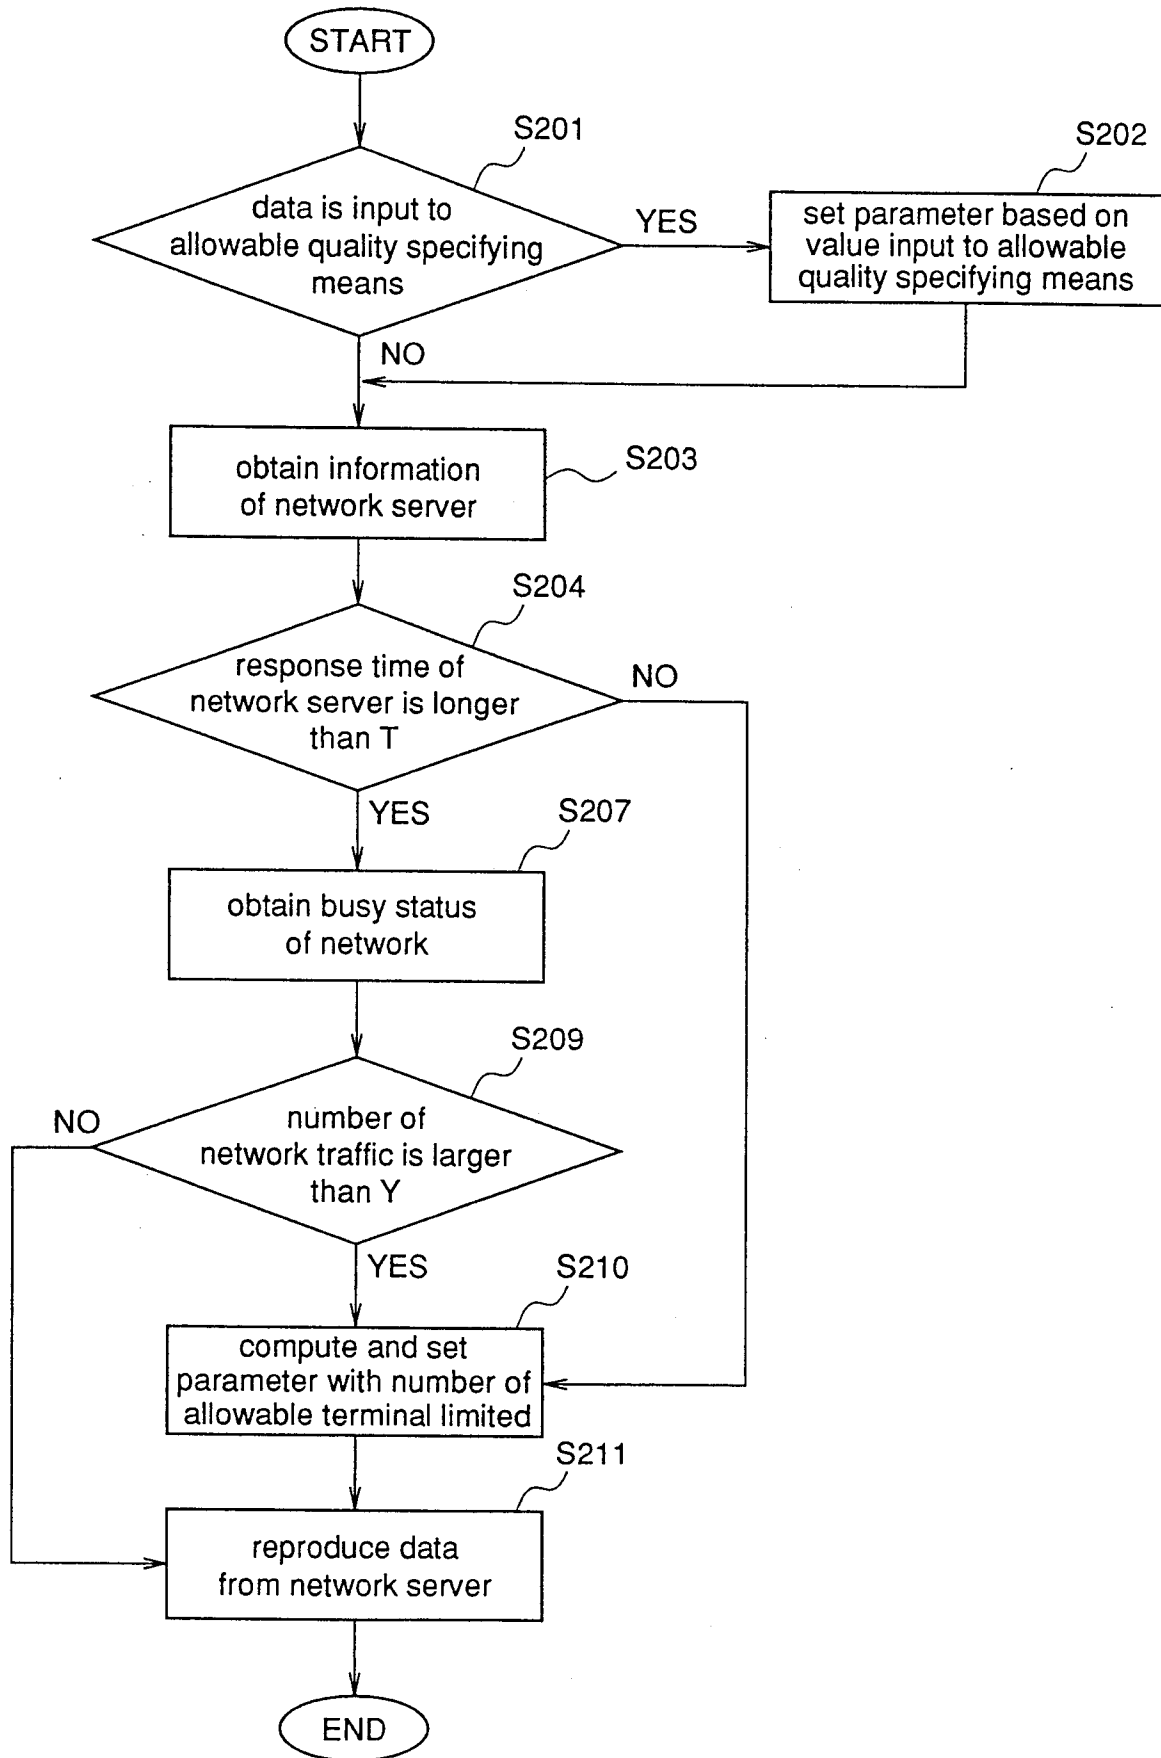 START
S201
data is input to
allowable quality specifying
means
YES
S202
set parameter based on
value input to allowable
quality specifying means
NO
obtain information
of network server
S203
S204
response time of
network server is longer
than T
NO
YES
S207
obtain busy status
of network
S209
number of
network traffic is larger
than Y
NO
YES
S210
compute and set
parameter with number of
allowable terminal limited
S211
reproduce data
from network server
END